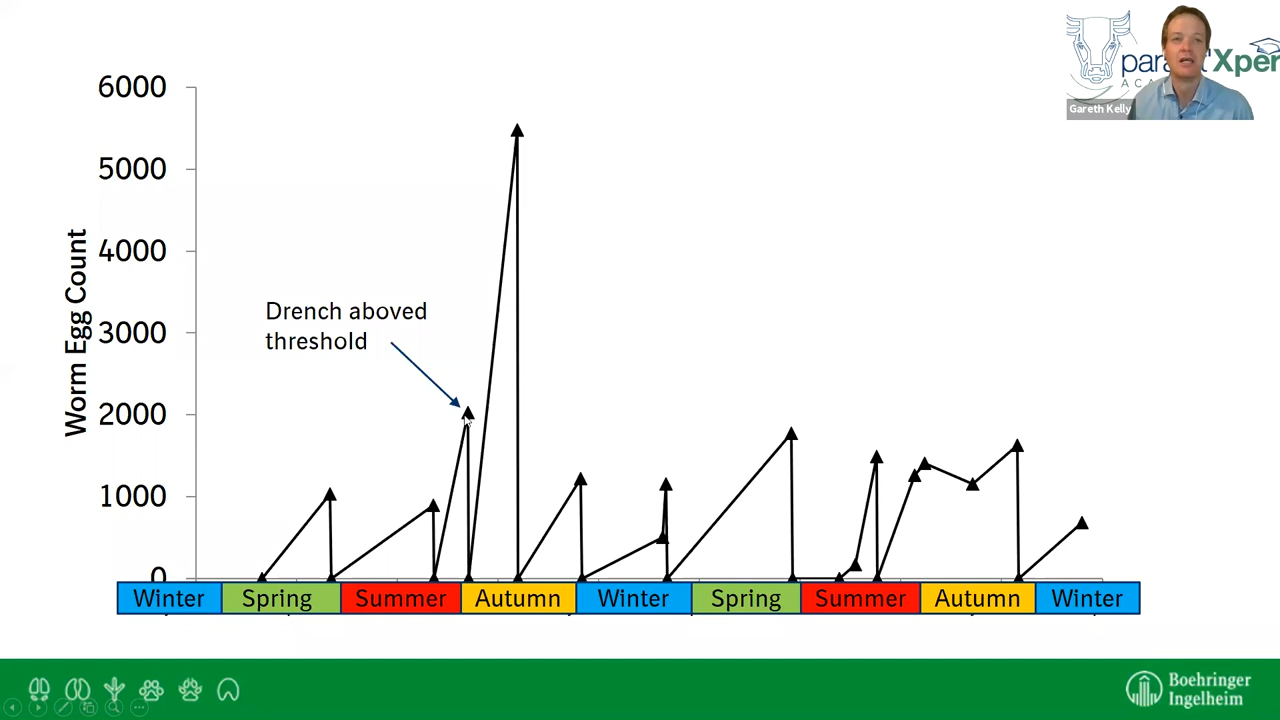 6000
5000
4000
3000
2000
1000
0
Worm Egg Count
Drench aboved
threshold
Winter
Spring
Summer
Autumn
Winter
Spring
Summer
Autumn
Winter
Gareth Kelly
Boehringer
Ingelheim